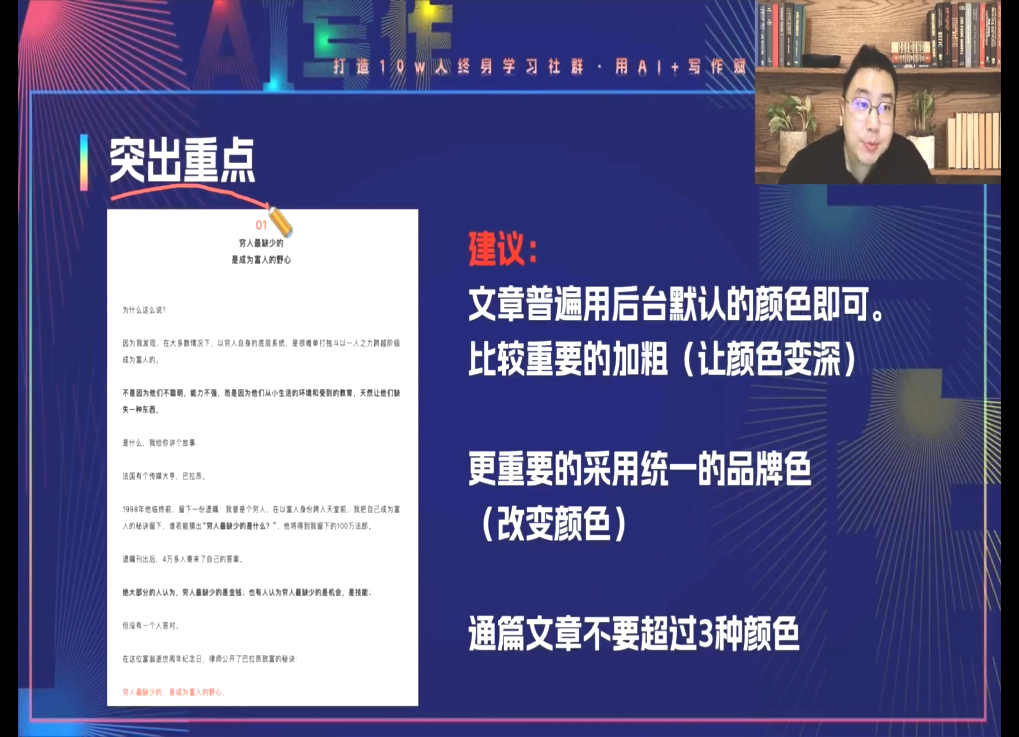 AI写作
打造10w人终身学习社群·用AI+写作赋
突出重点
01
穷人最缺少的
是成为富人的野心
为什么这么说？
因为我发现，在大多数情况下，以穷人自身的底层系统，是很难单打独斗以一人之力跨越阶级
成为富人的。
不是因为他们不聪明，能力不强，而是因为他们从小生活的环境和受到的教育，天然让他们缺
失一种东西。
是什么，我给你讲个故事
法国有个传媒大亨，巴拉昂。
1998年他临终前，留下一份遗嘱：我曾是个穷人，在以富人身份跨入天堂前，我把自己成为富
人的秘诀留下，谁若能猜出“穷人最缺少的是什么？”，他将得到我留下的100万法郎。
遗嘱刊出后，4万多人寄来了自己的答案。
绝大部分的人认为，穷人最缺少的是金钱；也有人认为穷人最缺少的是机会，是技能；
但没有一个人答对。
在这位富翁逝世周年纪念日，律师公开了巴拉昂致富的秘诀：
穷人最缺少的，是成为富人的野心。
建议：
文章普遍用后台默认的颜色即可。
比较重要的加粗（让颜色变深）
更重要的采用统一的品牌色
（改变颜色）
通篇文章不要超过3种颜色